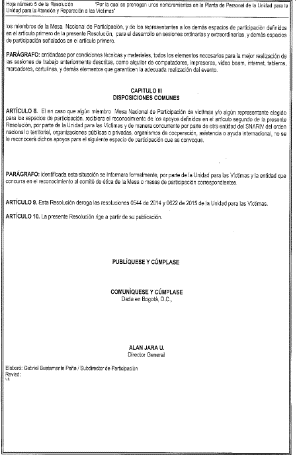 Hoja número 5 de la Resolución "Por la cual se prorrogan unos nombramientos en la Planta de Personal de la Unidad para la
Unidad para la Atención y Reparación a las Víctimas"
los miembros de la Mesa, Nacional de Participación, y de los representantes a los demás espacios de participación definidos
en el artículo primero de la presente Resolución, para el desarrollo en sesiones ordinarias y extraordinarias y demás espacios
de participación señalados en el artículo primero.
PARÁGRAFO: entiéndase por condiciones técnicas y materiales, todos los elementos necesarios para la mejor realización de
las sesiones de trabajo anteriormente descritas, como alquiler de computadores, impresoras, video beam, internet, tableros,
marcadores, cartulinas, y demás elementos que garanticen la adecuada realización del evento.
CAPITULO III
DISPOSICIONES COMUNES
ARTÍCULO 8. En el caso que algún miembro Mesa Nacional de Participación de víctimas y/o algún representante elegido
para los espacios de participación, recibiera el reconocimiento de los apoyos definidos en el artículo segundo de la presente
Resolución, por parte de la Unidad para las Víctimas y de manera concurrente por parte de otra entidad del SNARIV del orden
nacional o territorial, organizaciones públicas o privadas, organismos de cooperación, asistencia o ayuda internacional, no se
le reconocerá dichos apoyos para el siguiente espacio de participación que se convoque.
PARÁGRAFO: identificada esta situación se informara formalmente, por parte de la Unidad para las Víctimas y la entidad que
concurra en el reconocimiento al comité de ética de la Mesa o mesas de participación correspondientes
ARTÍCULO 9. Esta Resolución deroga las resoluciones 0544 de 2014 y 0622 de 2015 de la Unidad para las Víctimas.
ARTÍCULO 10. La presente Resolución rige a partir de su publicación.
PUBLÍQUESE Y CÚMPLASE
COMUNÍQUESE Y CÚMPLASE
Dada en Bogotá, D.C.,
ALAN JARA U.
Director General
Elaboró: Gabriel Bustamante Peña / Subdirector de Participación
Revisó: